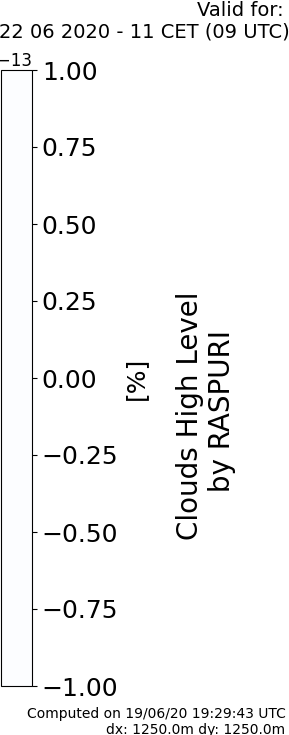 Valid for:
22 06 2020 - 11 CET (09 UTC)
−13
1.00
0.75
0.50
0.25
0.00
−0.25
−0.50
−0.75
−1.00
[%]
Clouds High Level
by RASPURI
Computed on 19/06/20 19:29:43 UTC
dx: 1250.0m dy: 1250.0m